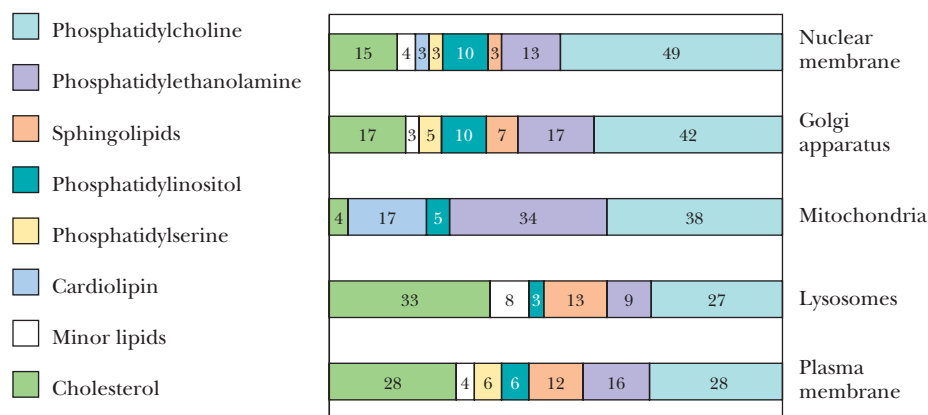 Phosphatidylcholine
Phosphatidylethanolamine
Sphingolipids
Phosphatidylinositol
Phosphatidylserine
Cardiolipin
Minor lipids
Cholesterol
15 4 3 3 10 3 13 49
Nuclear
membrane
17 3 5 10 7 17 42
Golgi
apparatus
4 17 5 34 38
Mitochondria
33 8 3 13 9 27
Lysosomes
28 4 6 6 12 16 28
Plasma
membrane